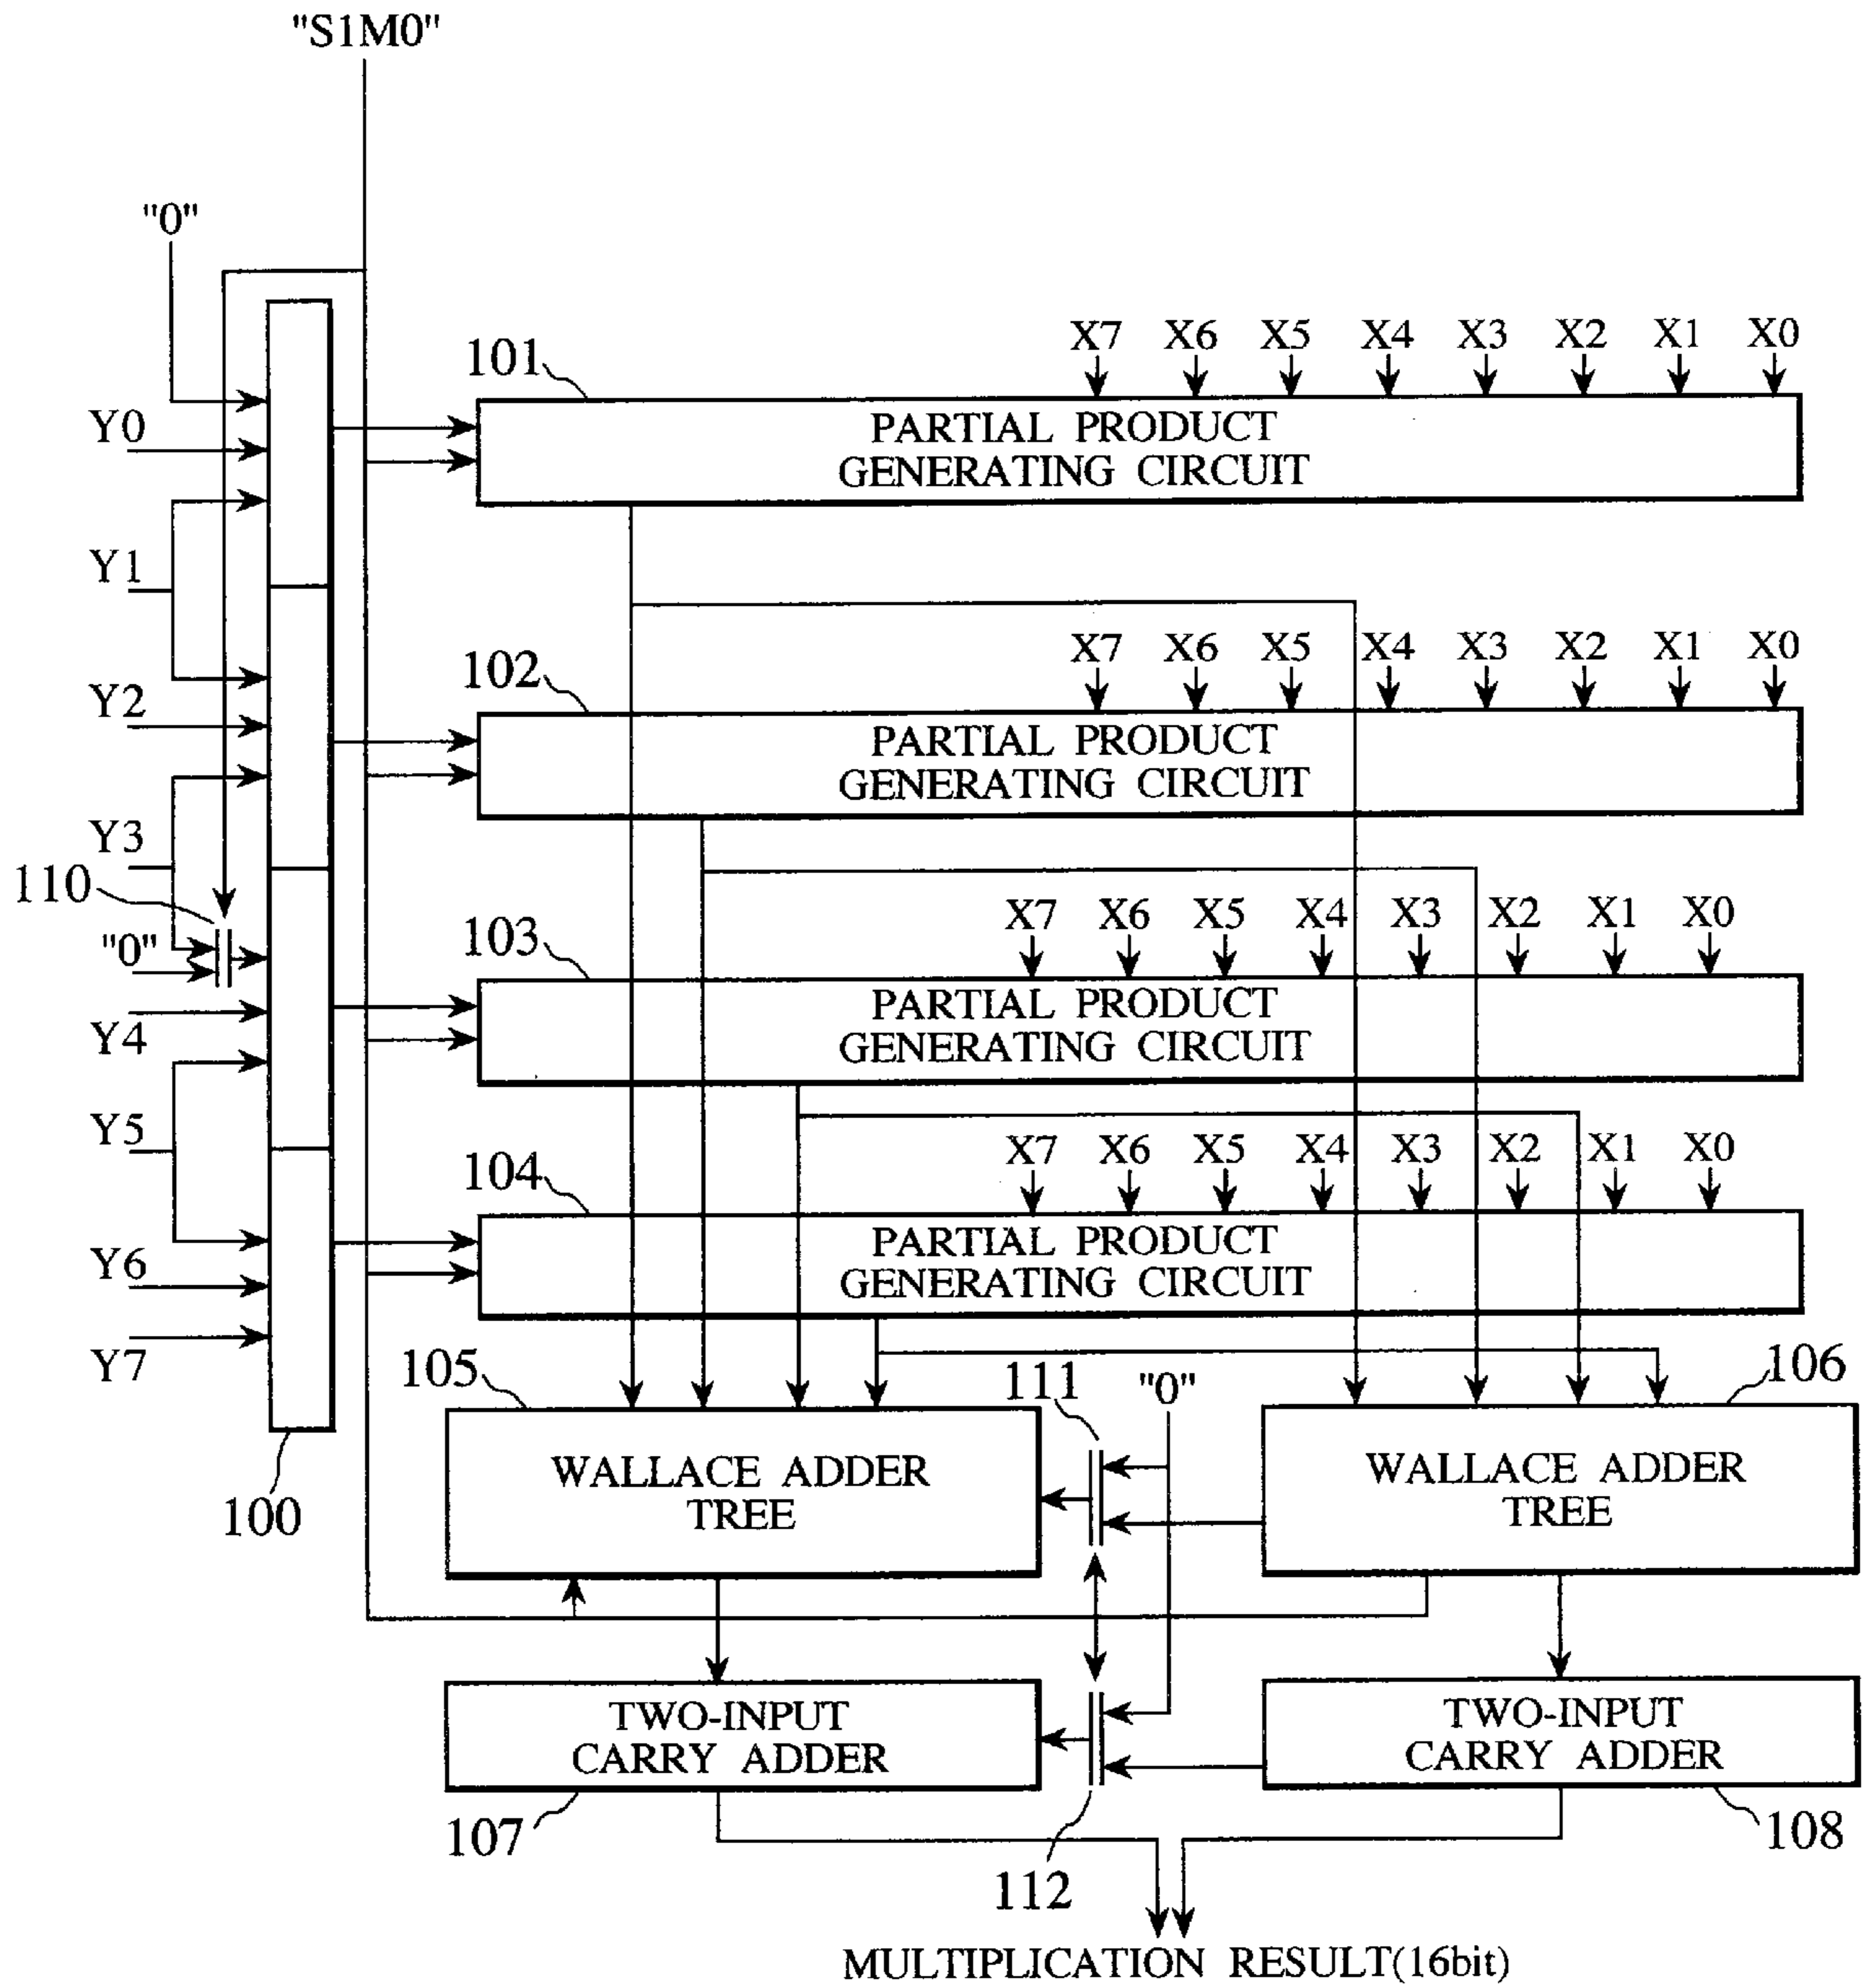 "S1M0"
"0"
X7 X6 X5 X4 X3 X2 X1 X0
101
PARTIAL PRODUCT
GENERATING CIRCUIT
Y0
Y1
X7 X6 X5 X4 X3 X2 X1 X0
102
PARTIAL PRODUCT
GENERATING CIRCUIT
Y2
Y3
110
"0"
X7 X6 X5 X4 X3 X2 X1 X0
103
PARTIAL PRODUCT
GENERATING CIRCUIT
Y4
Y5
X7 X6 X5 X4 X3 X2 X1 X0
104
PARTIAL PRODUCT
GENERATING CIRCUIT
Y6
Y7
100
105
111
"0"
106
WALLACE ADDER
TREE
WALLACE ADDER
TREE
TWO-INPUT
CARRY ADDER
TWO-INPUT
CARRY ADDER
107
112
108
MULTIPLICATION RESULT(16bit)